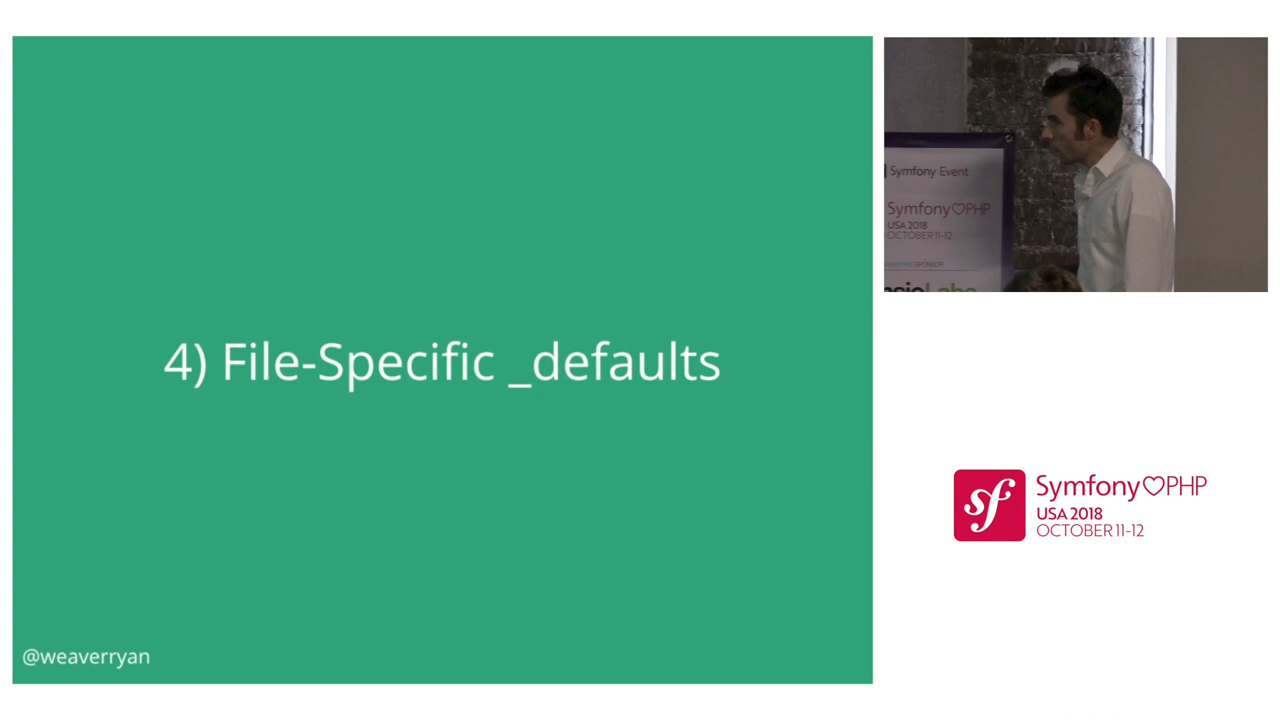 4) File-Specific _defaults
@weaverryan
Symfony Event
Symfony♡PHP
USA 2018
OCTOBER 11-12
SPONSOR
sf Symfony♡PHP
USA 2018
OCTOBER 11-12